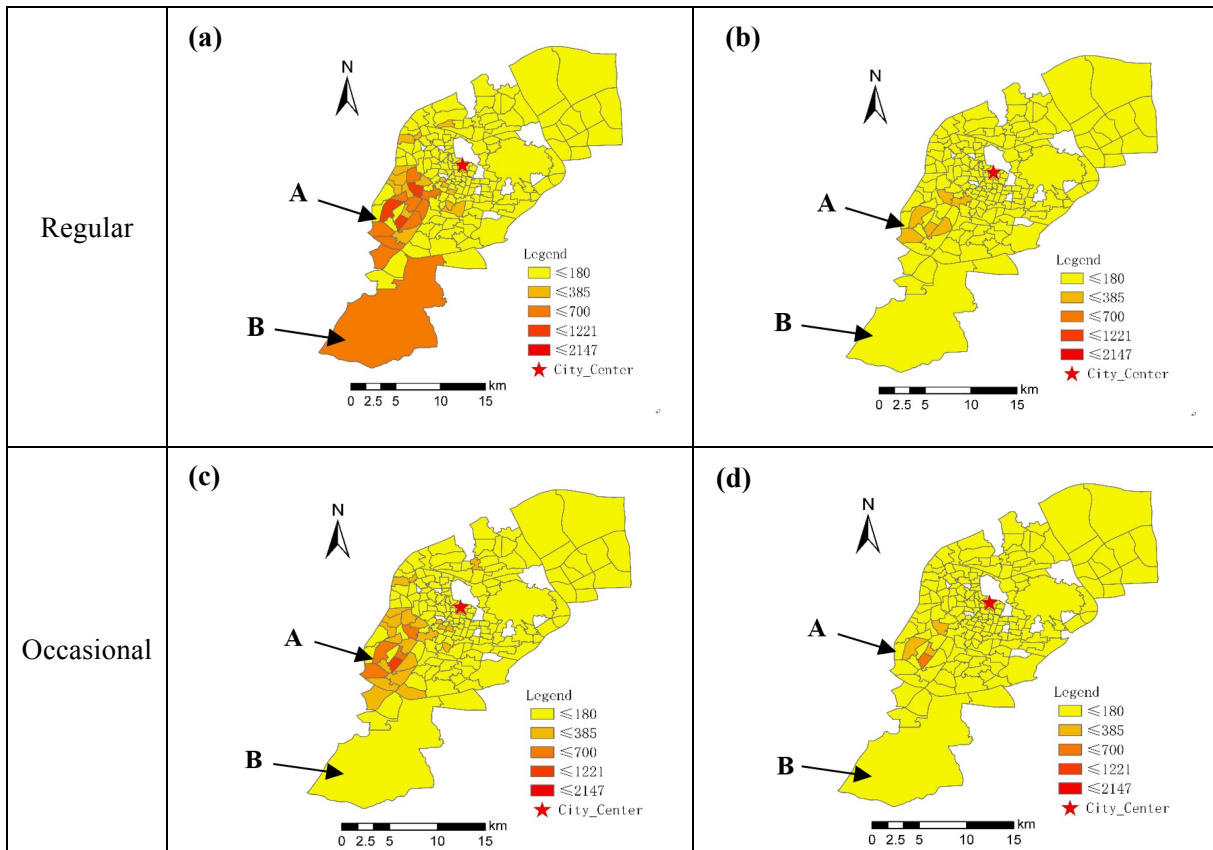 Regular
(a)
N
A
B
Legend
≤180
≤385
≤700
≤1221
≤2147
City_Center
km
0 2.5 5 10 15
(b)
N
A
B
Legend
≤180
≤385
≤700
≤1221
≤2147
City_Center
km
0 2.5 5 10 15
Occasional
(c)
N
A
B
Legend
≤180
≤385
≤700
≤1221
≤2147
City_Center
km
0 2.5 5 10 15
(d)
N
A
B
Legend
≤180
≤385
≤700
≤1221
≤2147
City_Center
km
0 2.5 5 10 15